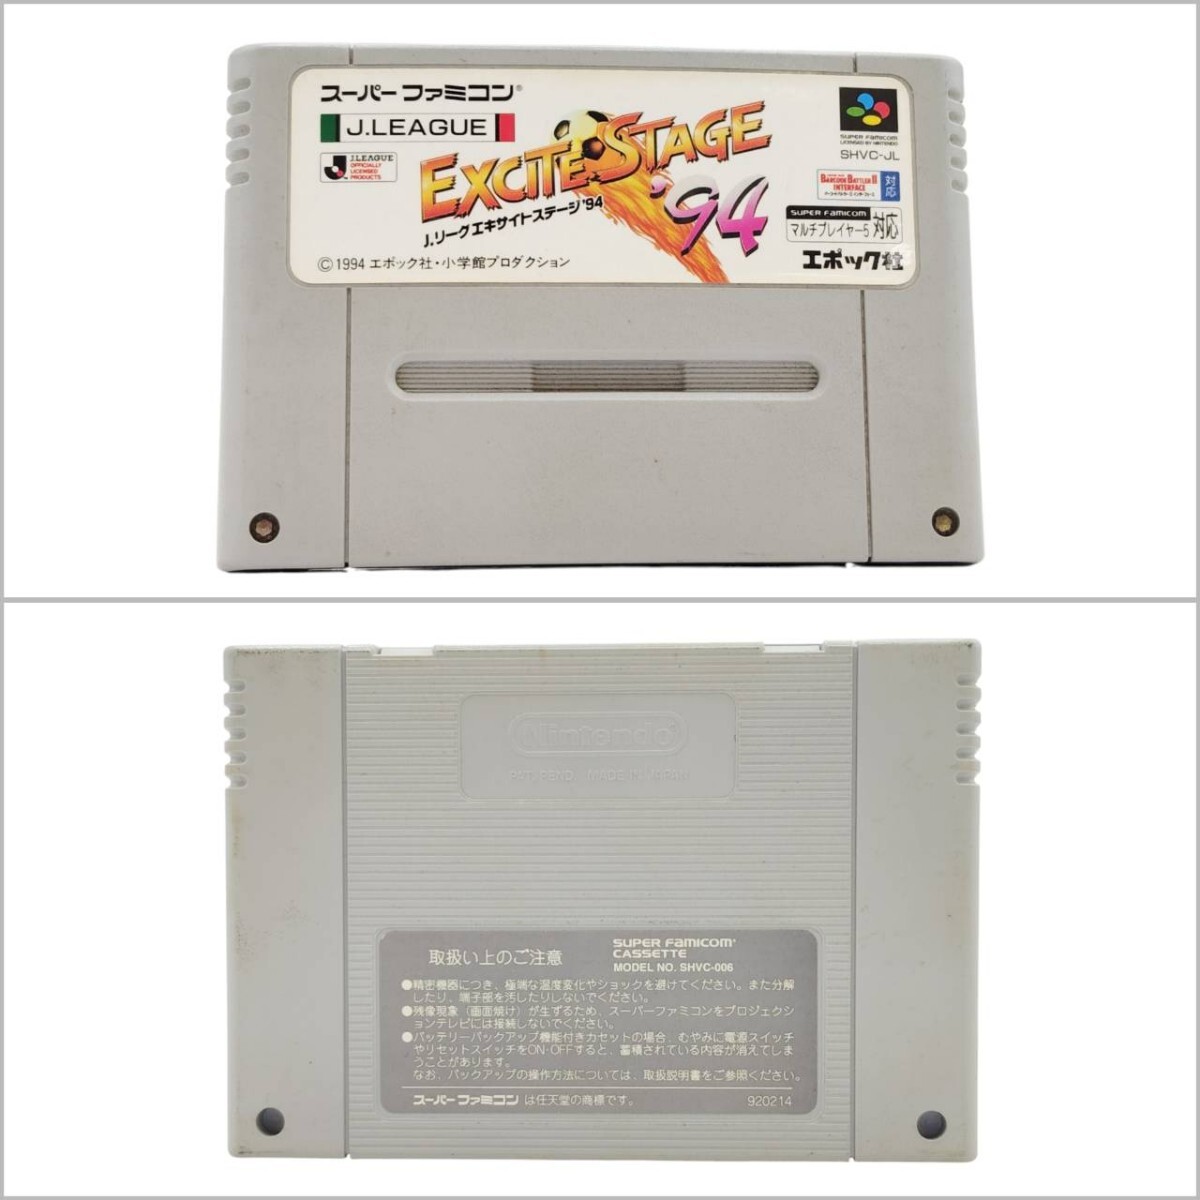 スーパーファミコン®
J.LEAGUE
J.LEAGUE
OFFICIALLY
LICENSED
PRODUCTS
EXCITE STAGE
'94
J.リーグエキサイトステージ'94
©1994 エポック社・小学館プロダクション
SUPER FAMICOM
LICENSED BY NINTENDO
SHVC-JL
BARCODE BATTLER II
INTERFACE
対応
SUPER FAMICOM
マルチプレイヤー5 対応
エポック社
Nintendo
PAT. PEND. MADE IN JAPAN
取扱い上のご注意
SUPER FAMICOM
CASSETTE
MODEL NO. SHVC-006
●精密機器につき、極端な温度変化やショックを避けてください。また分解
したり、端子部を汚したりしないでください。
●残像現象（画面焼け）が生ずるため、スーパーファミコンをプロジェクシ
ョンテレビには接続しないでください。
●バッテリーバックアップ機能付きカセットの場合、むやみに電源スイッチ
やリセットスイッチをON・OFFすると、蓄積されている内容が消えてしま
うことがあります。
なお、バックアップの操作方法については、取扱説明書をご参照ください。
スーパーファミコンは任天堂の商標です。
920214